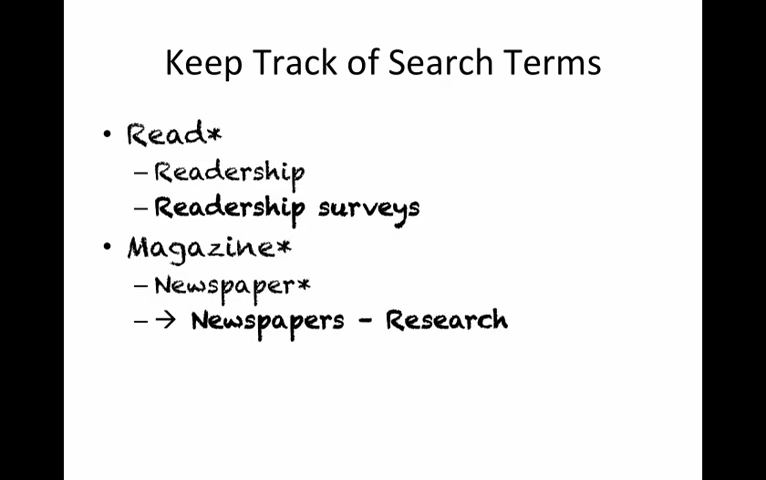 Keep Track of Search Terms
• Read*
– Readership
– Readership surveys
• Magazine*
– Newspaper*
– → Newspapers - Research